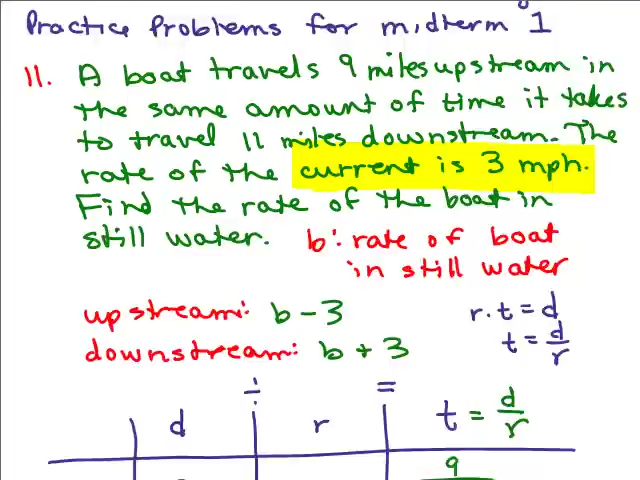 Practice Problems for midterm 1
11. A boat travels 9 miles upstream in
the same amount of time it takes
to travel 11 miles downstream. The
rate of the current is 3 mph.
Find the rate of the boat in
still water. b: rate of boat
in still water
upstream: b - 3 r · t = d
downstream: b + 3 t = d/r
÷ =
d r t = d/r
9